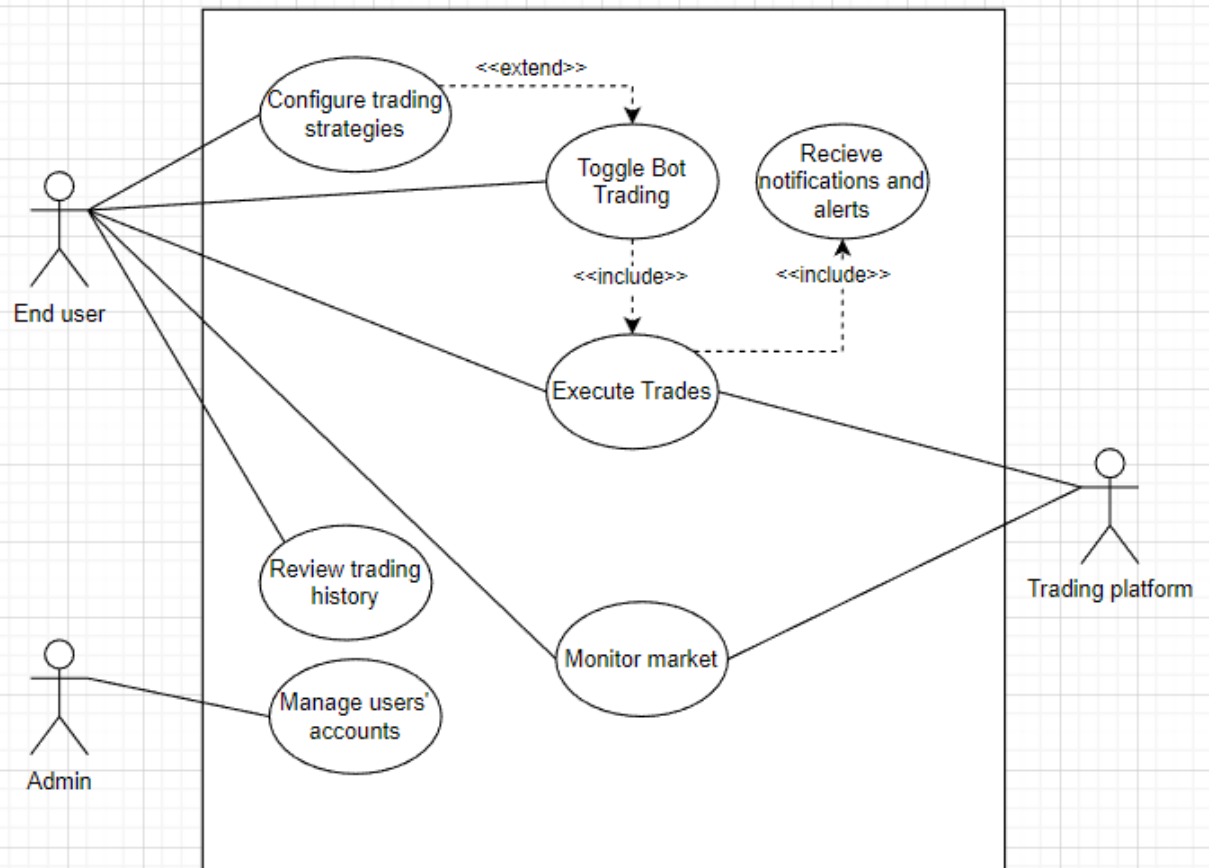 <<extend>>
Configure trading
strategies
Toggle Bot
Trading
Recieve
notifications and
alerts
<<include>>
<<include>>
End user
Execute Trades
Review trading
history
Trading platform
Monitor market
Manage users'
accounts
Admin